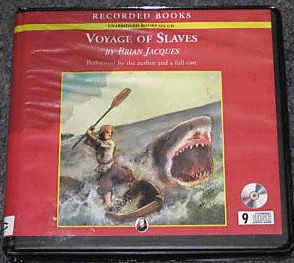 RECORDED BOOKS
UNABRIDGED BOOKS ON CD
VOYAGE OF SLAVES
BY BRIAN JACQUES
Performed by the author and a full cast
9